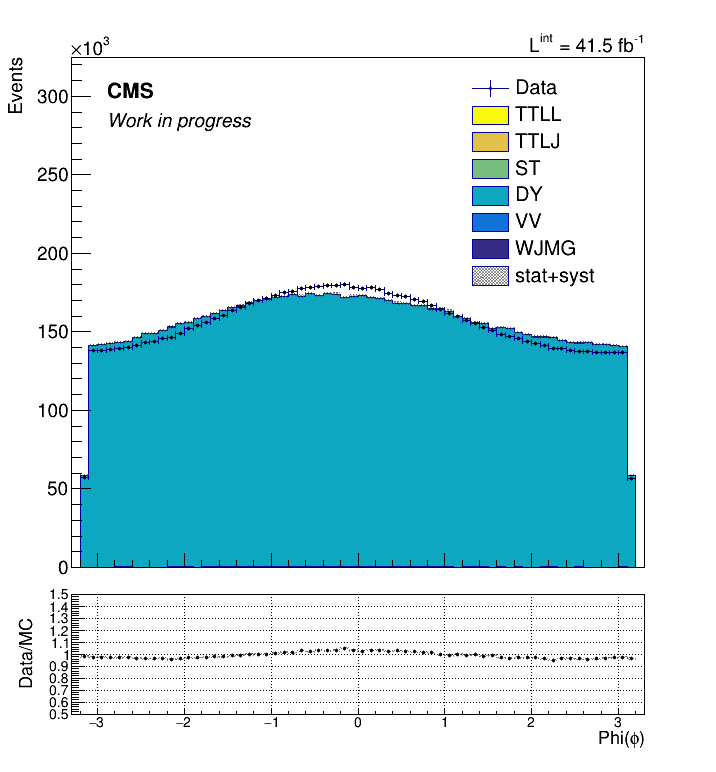 ×10³
L^int = 41.5 fb⁻¹
Events
CMS
Work in progress
Data
TTLL
TTLJ
ST
DY
VV
WJMG
stat+syst
300
250
200
150
100
50
0
Data/MC
1.5
1.4
1.3
1.2
1.1
1
0.9
0.8
0.7
0.6
0.5
−3 −2 −1 0 1 2 3
Phi(ϕ)